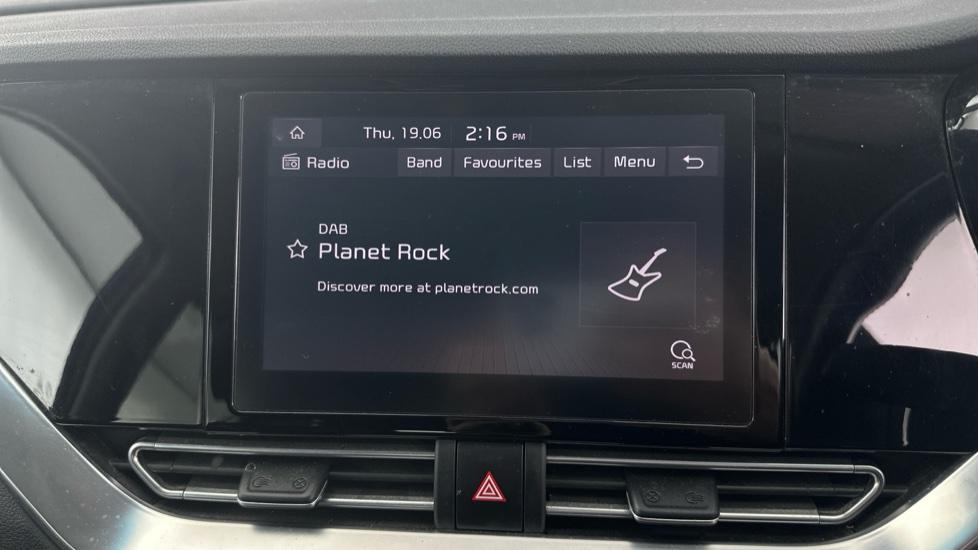 Thu, 19.06 2:16 PM
Radio Band Favourites List Menu
DAB
Planet Rock
Discover more at planetrock.com
SCAN